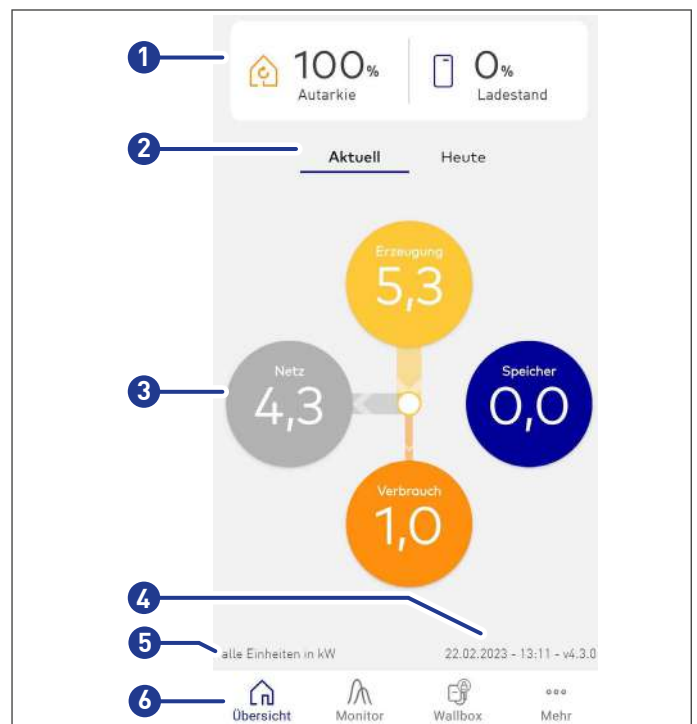 1
100% Autarkie
0% Ladestand
2
Aktuell Heute
Erzeugung
5,3
3
Netz
4,3
Speicher
0,0
Verbrauch
1,0
4
5
alle Einheiten in kW 22.02.2023 - 13:11 - v4.3.0
6
Übersicht Monitor Wallbox Mehr